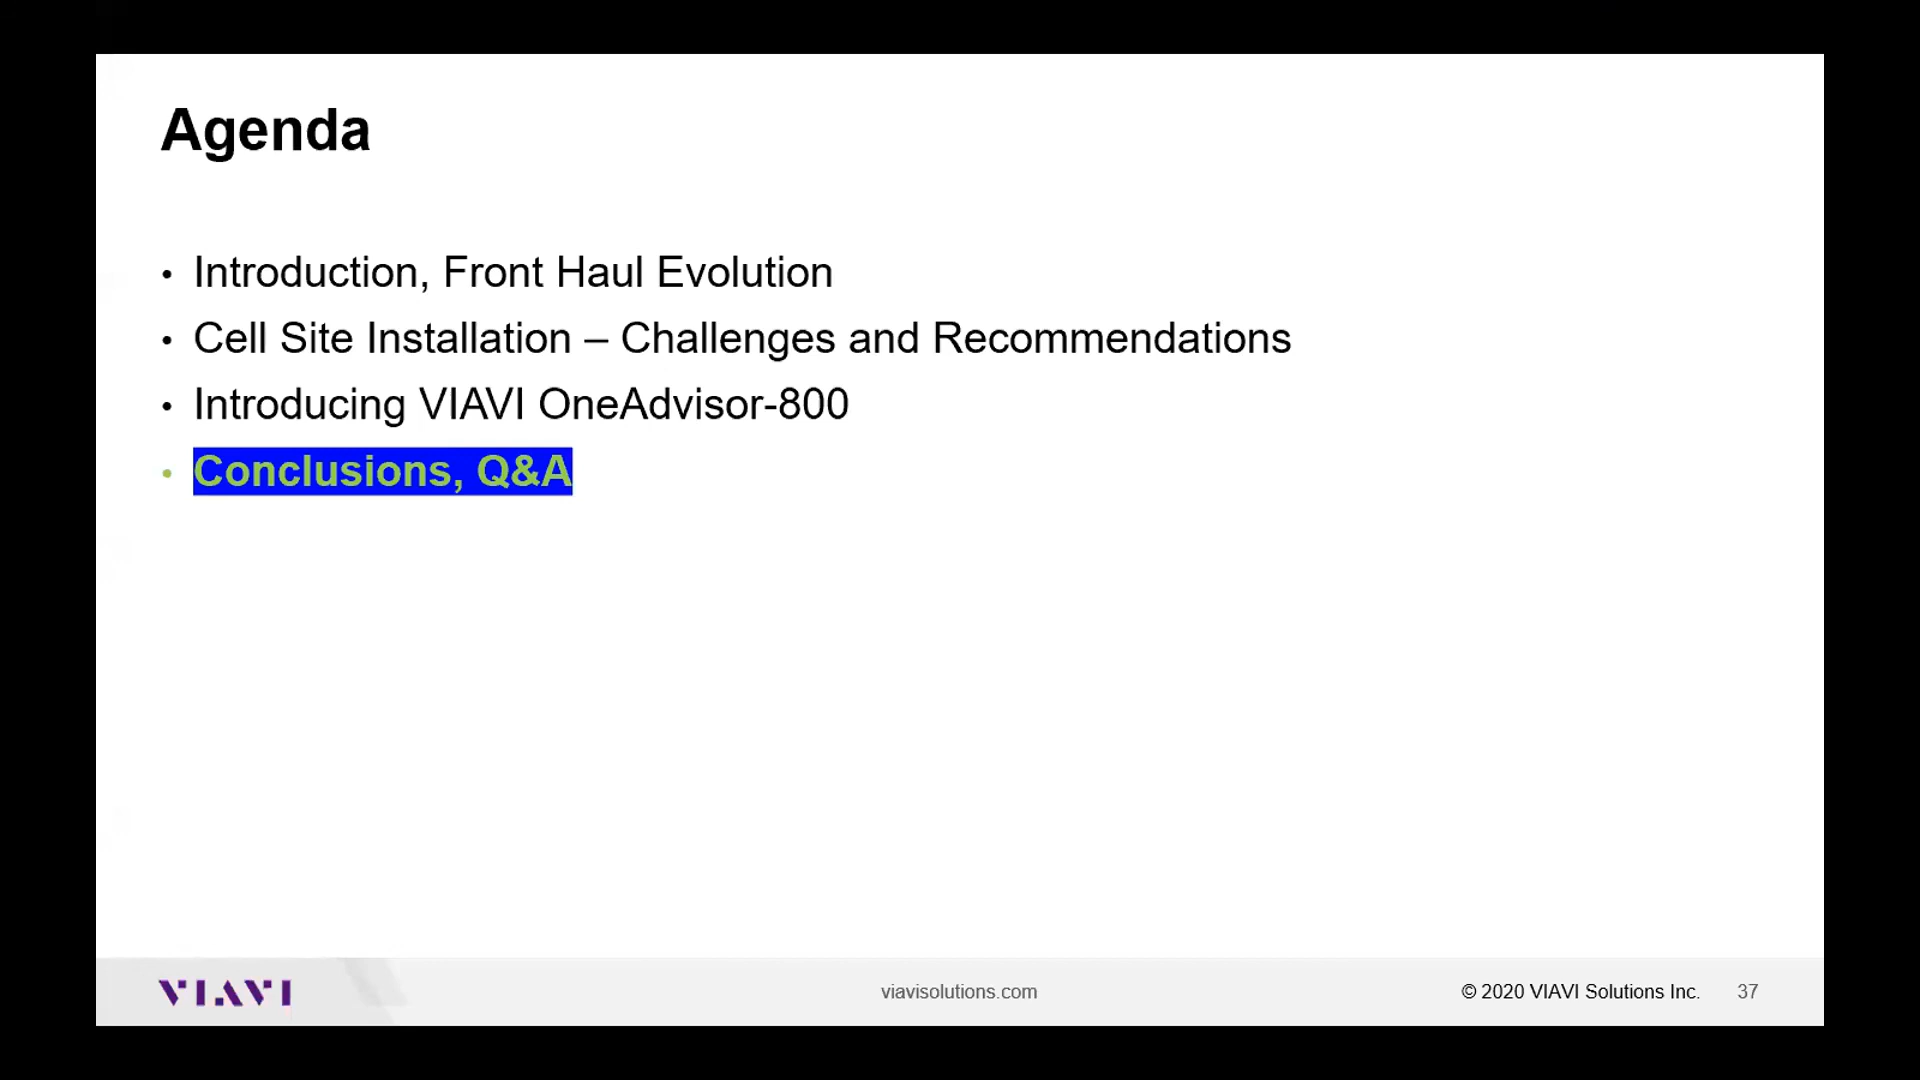 Agenda
• Introduction, Front Haul Evolution
• Cell Site Installation – Challenges and Recommendations
• Introducing VIAVI OneAdvisor-800
• Conclusions, Q&A
VIAVI
viavisolutions.com
© 2020 VIAVI Solutions Inc.
37